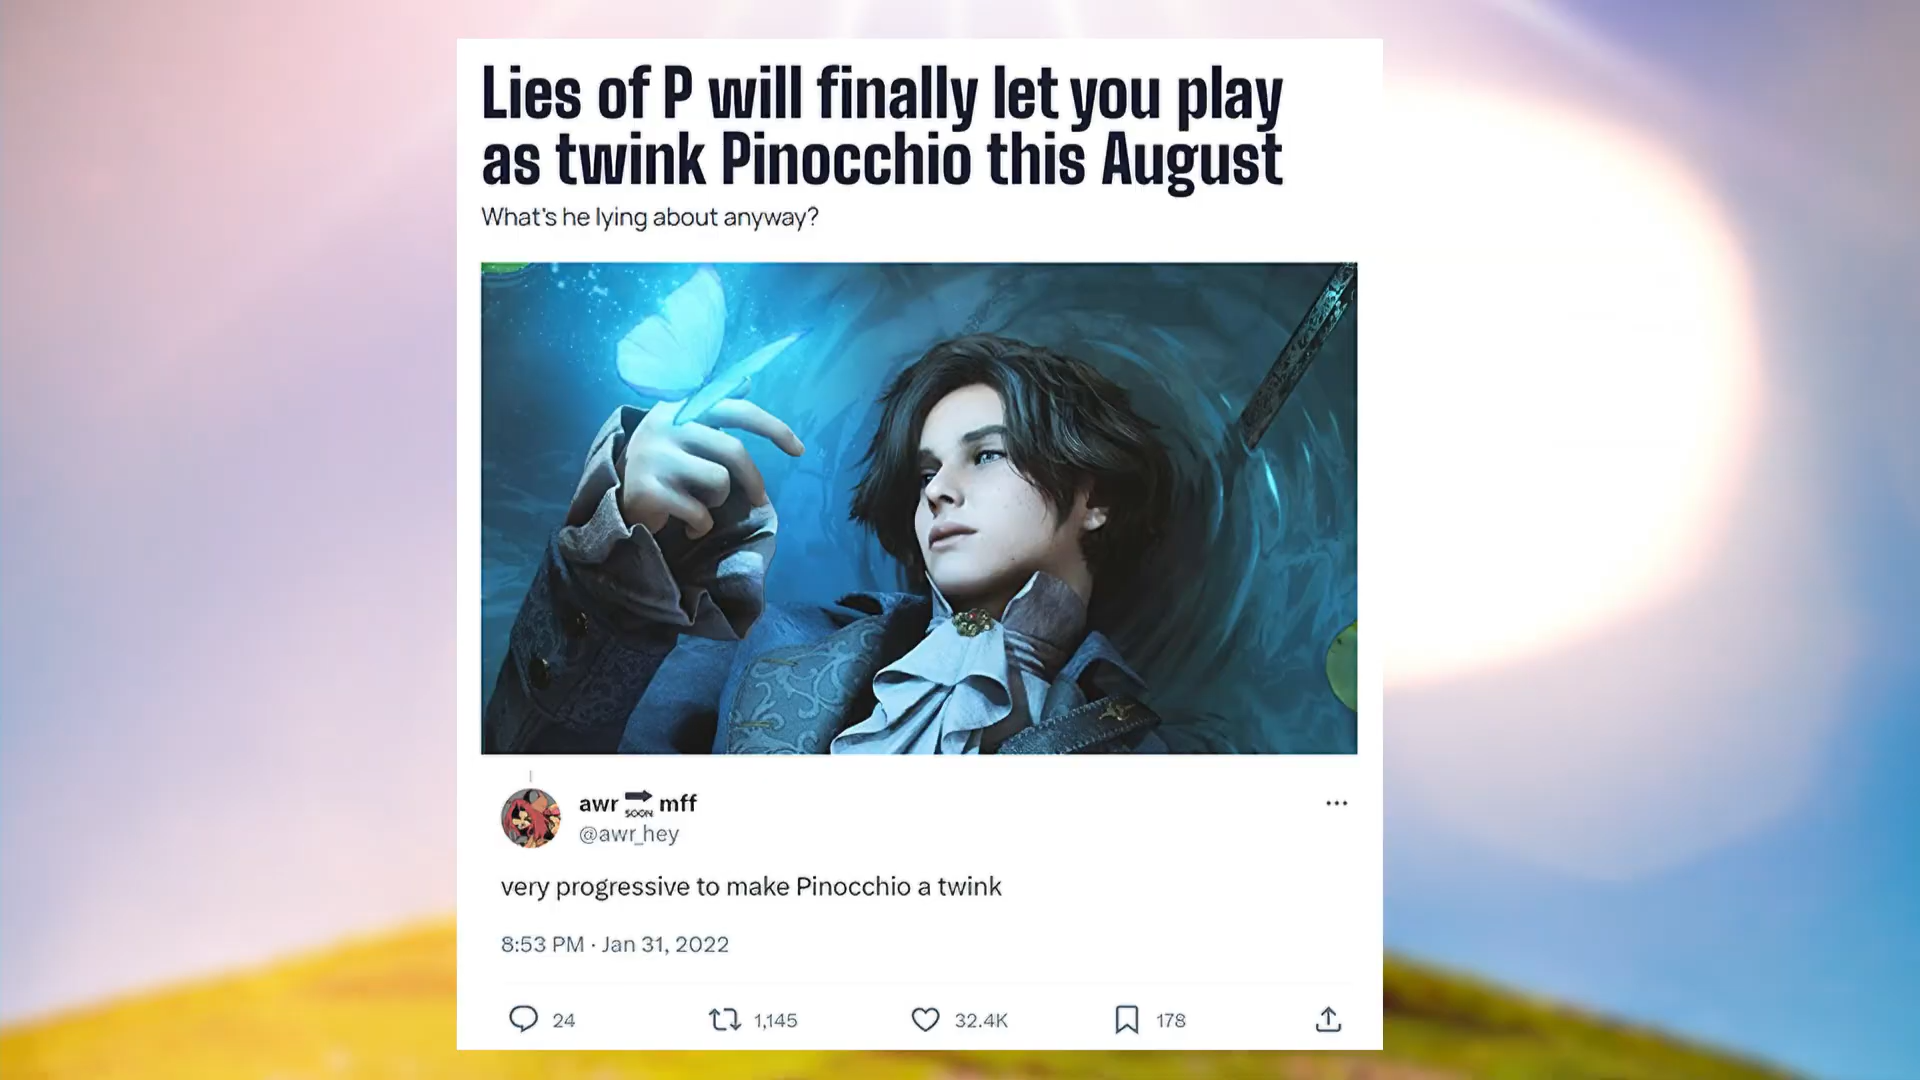 Lies of P will finally let you play
as twink Pinocchio this August
What's he lying about anyway?
awr SOON mff
@awr_hey
very progressive to make Pinocchio a twink
8:53 PM · Jan 31, 2022
24 1,145 32.4K 178